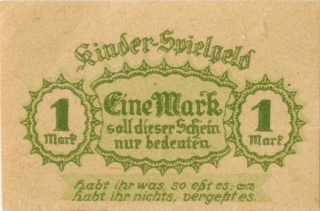 Kinder-Spielgeld
1 Mark
Eine Mark
soll dieser Schein
nur bedeuten
1 Mark
habt ihr was, so eßt es;
habt ihr nichts, vergeßt es.